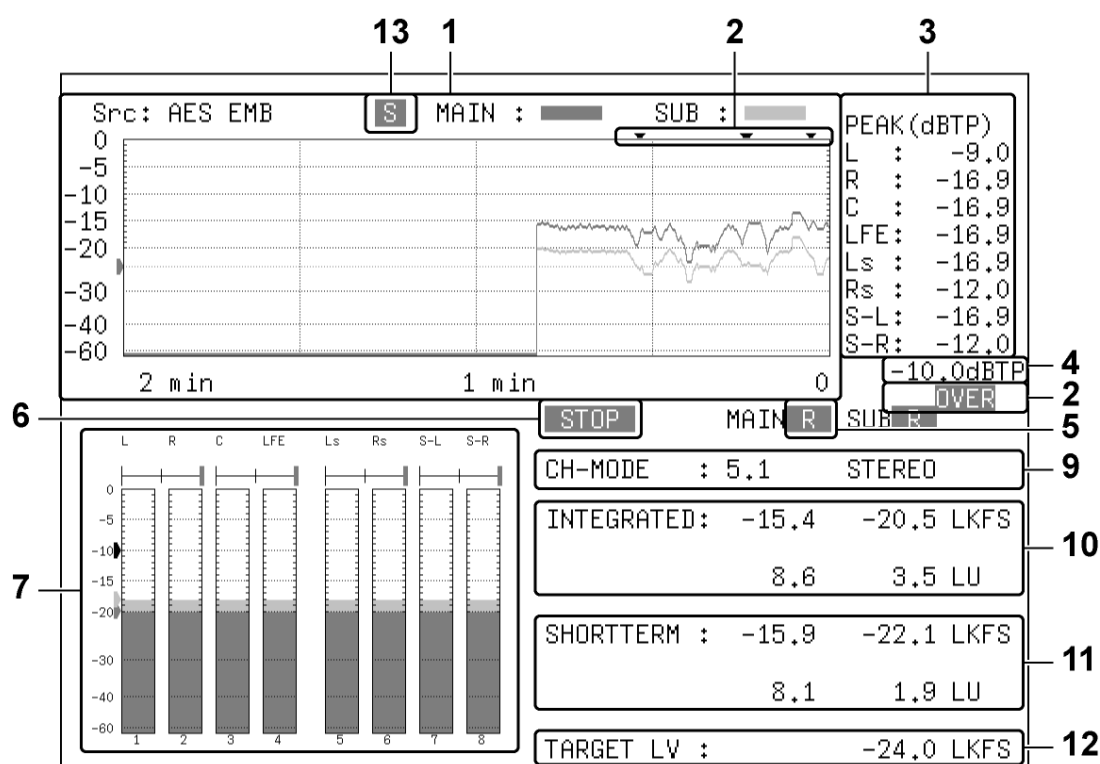 13 1 2 3
Src: AES EMB S MAIN : SUB :
0
-5
-10
-15
-20
-30
-40
-60
2 min 1 min 0
PEAK(dBTP)
L : -9.0
R : -16.9
C : -16.9
LFE: -16.9
Ls : -16.9
Rs : -12.0
S-L: -16.9
S-R: -12.0
-10.0dBTP 4
OVER 2
6 STOP MAIN R SUB R 5
L R C LFE Ls Rs S-L S-R
0
-5
-10
-15
-20
-30
-40
-60
1 2 3 4 5 6 7 8
7
CH-MODE : 5.1 STEREO 9
INTEGRATED: -15.4 -20.5 LKFS
8.6 3.5 LU
10
SHORTTERM : -15.9 -22.1 LKFS
8.1 1.9 LU
11
TARGET LV : -24.0 LKFS 12